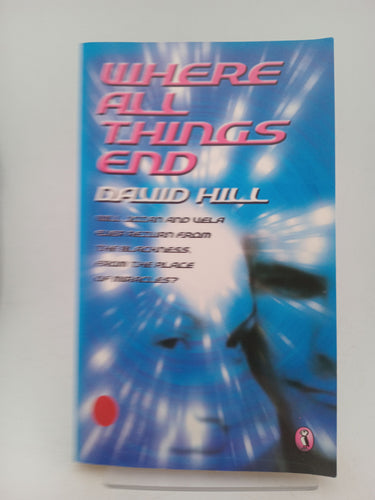 WHERE
ALL
THINGS
END
DAVID HILL
WILL AND VELA
EVER RETURN FROM
THE BLACKNESS,
FROM THE PLACE
OF MIRACLES?